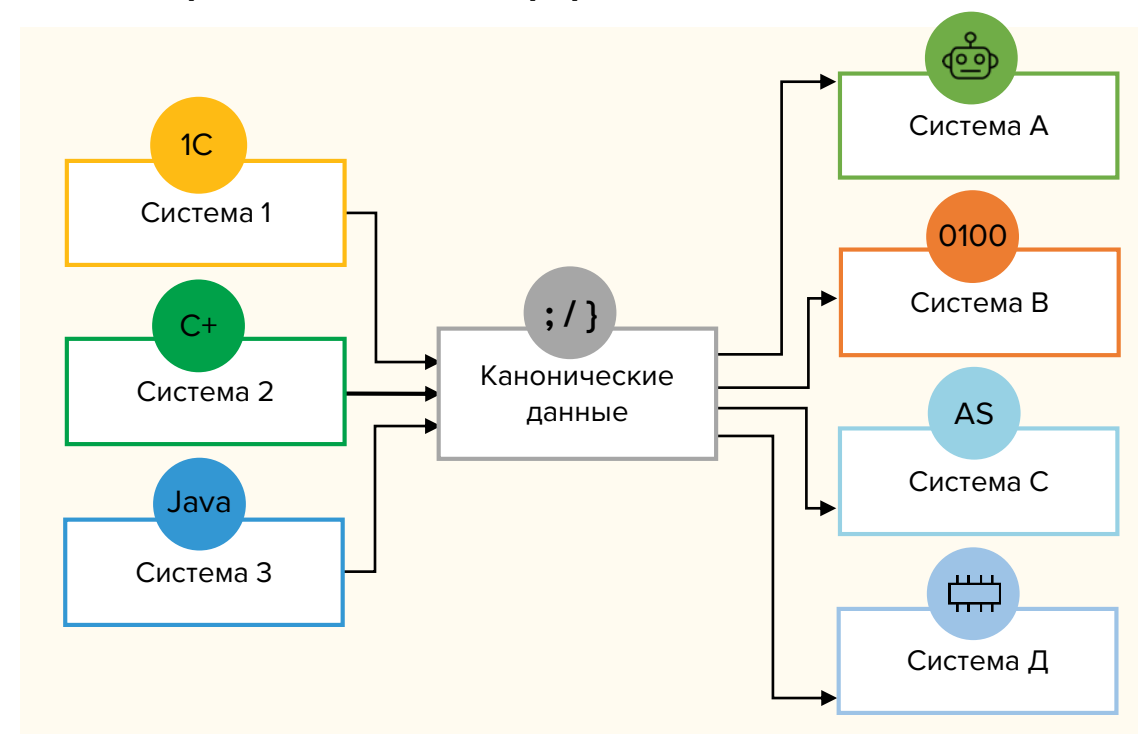 1C
Система 1
C+
Система 2
Java
Система 3
; / }
Канонические
данные
Система А
0100
Система В
AS
Система С
Система Д